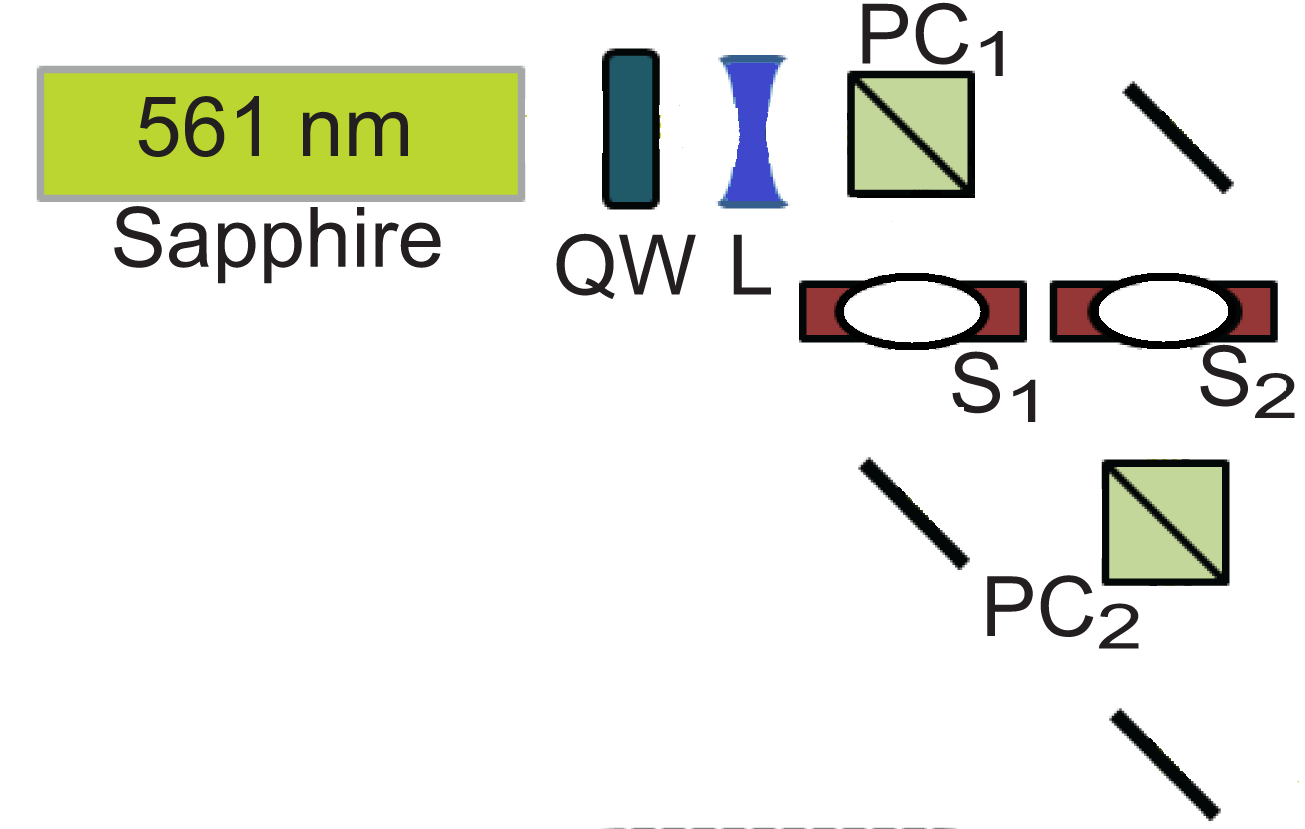 561 nm
Sapphire
QW
L
PC1
S1
S2
PC2